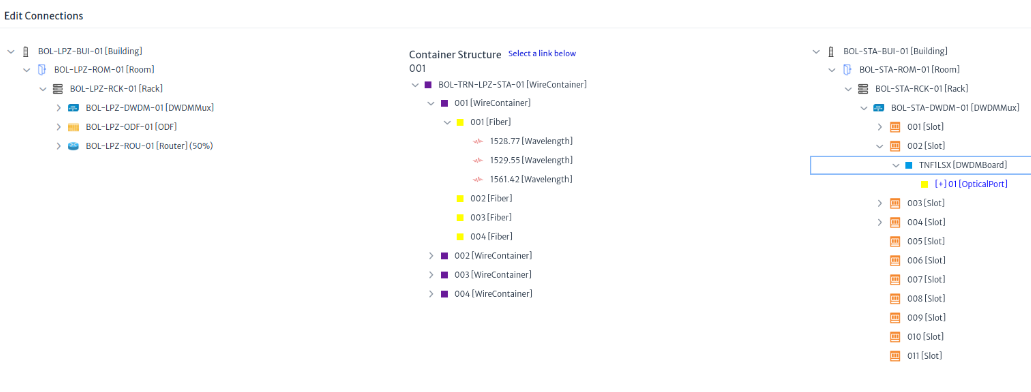 Edit Connections
BOL-LPZ-BUI-01 [Building]
BOL-LPZ-ROM-01 [Room]
BOL-LPZ-RCK-01 [Rack]
BOL-LPZ-DWDM-01 [DWDMMux]
BOL-LPZ-ODF-01 [ODF]
BOL-LPZ-ROU-01 [Router] (50%)
Container Structure Select a link below
001
BOL-TRN-LPZ-STA-01 [WireContainer]
001 [WireContainer]
001 [Fiber]
1528.77 [Wavelength]
1529.55 [Wavelength]
1561.42 [Wavelength]
002 [Fiber]
003 [Fiber]
004 [Fiber]
002 [WireContainer]
003 [WireContainer]
004 [WireContainer]
BOL-STA-BUI-01 [Building]
BOL-STA-ROM-01 [Room]
BOL-STA-RCK-01 [Rack]
BOL-STA-DWDM-01 [DWDMMux]
001 [Slot]
002 [Slot]
TNF1LSX [DWDMBoard]
[+] 01 [OpticalPort]
003 [Slot]
004 [Slot]
005 [Slot]
006 [Slot]
007 [Slot]
008 [Slot]
009 [Slot]
010 [Slot]
011 [Slot]